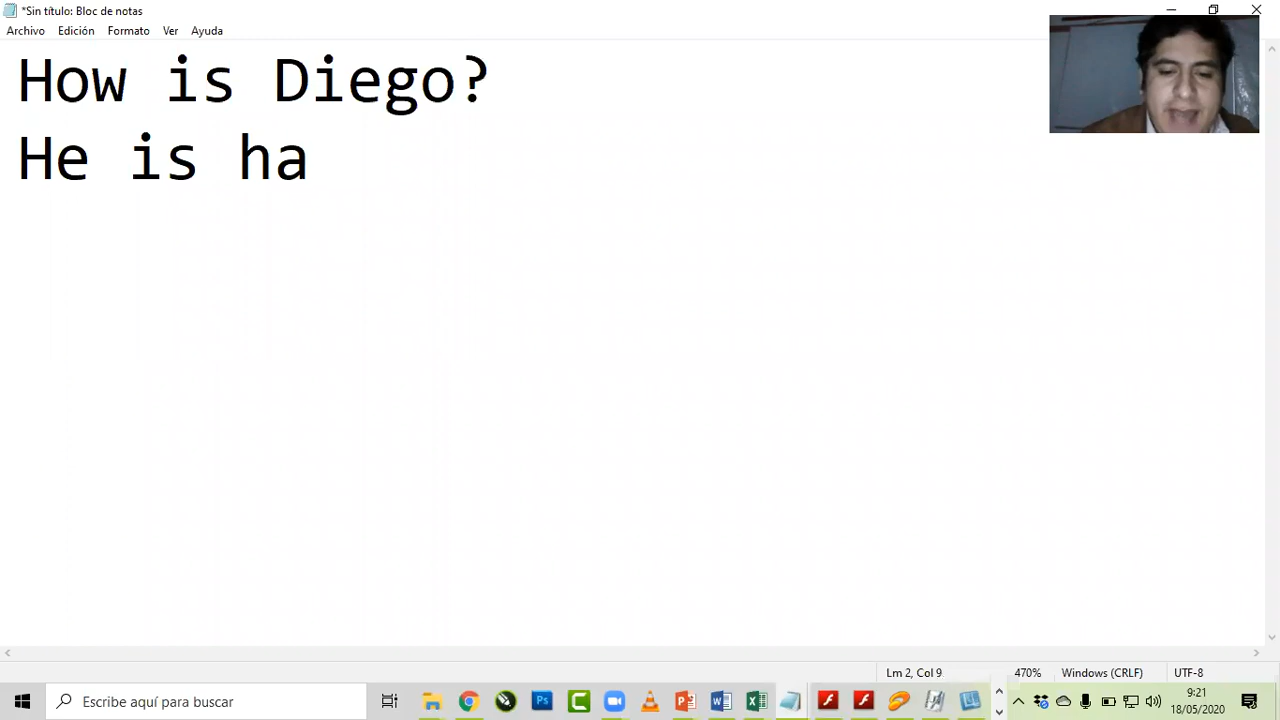 *Sin título: Bloc de notas
Archivo Edición Formato Ver Ayuda
How is Diego?
He is ha
Lm 2, Col 9 470% Windows (CRLF) UTF-8
Escribe aquí para buscar
9:21
18/05/2020